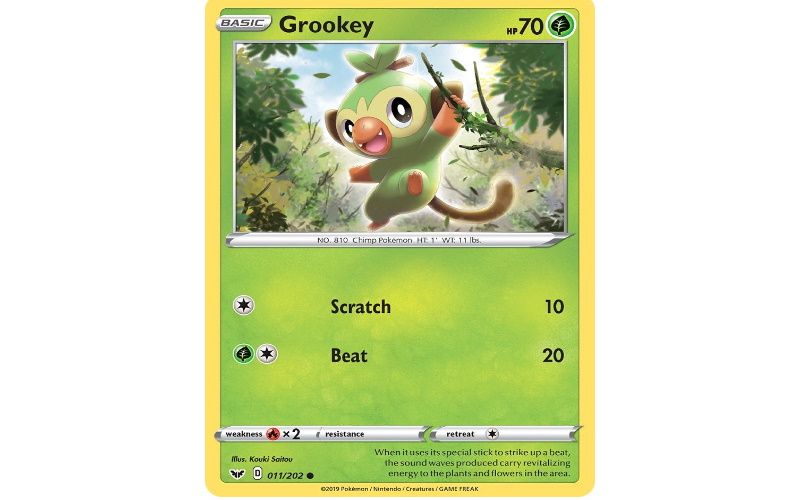 BASIC Grookey HP 70
NO. 810 Chimp Pokémon HT: 1' WT: 11 lbs.
Scratch 10
Beat 20
weakness ×2 resistance retreat
Illus. Kouki Saitou
D 011/202
When it uses its special stick to strike up a beat,
the sound waves produced carry revitalizing
energy to the plants and flowers in the area.
©2019 Pokémon / Nintendo / Creatures / GAME FREAK